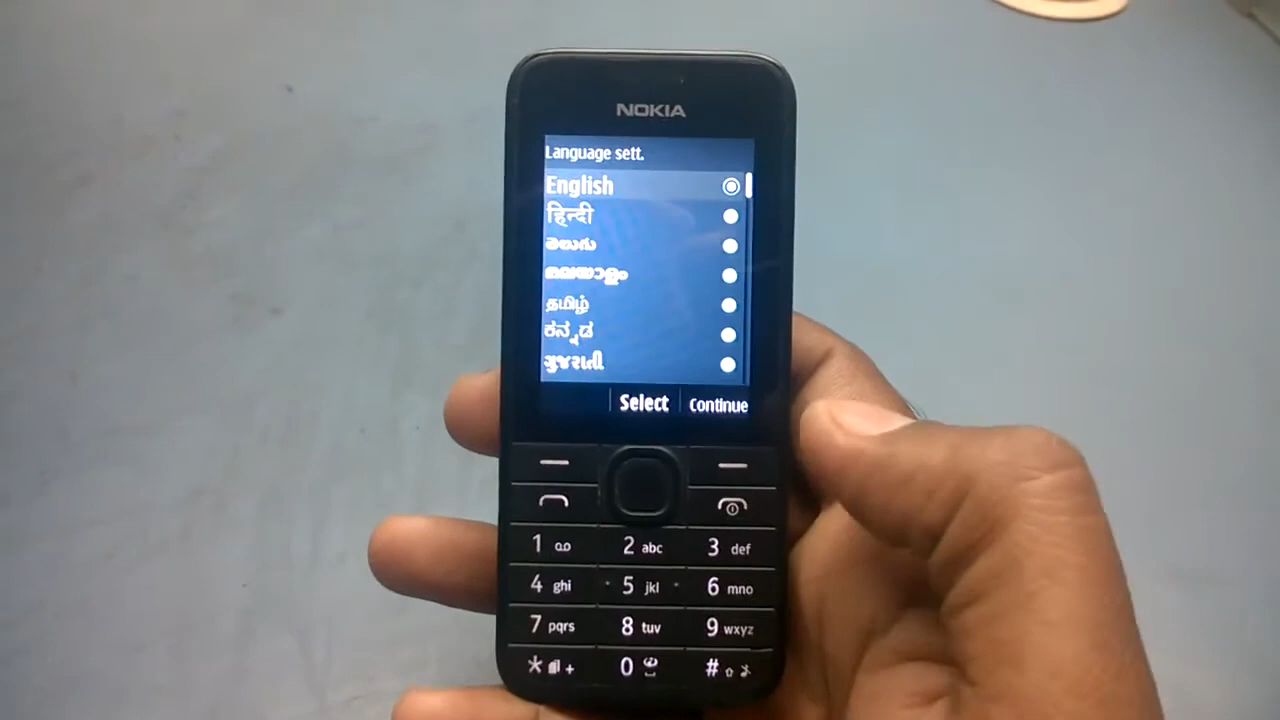 NOKIA
Language sett.
English
हिन्दी
తెలుగు
മലയാളം
தமிழ்
ಕನ್ನಡ
ગુજરાતી
Select Continue
1 2 abc 3 def
4 ghi 5 jkl 6 mno
7 pqrs 8 tuv 9 wxyz
* + 0 #